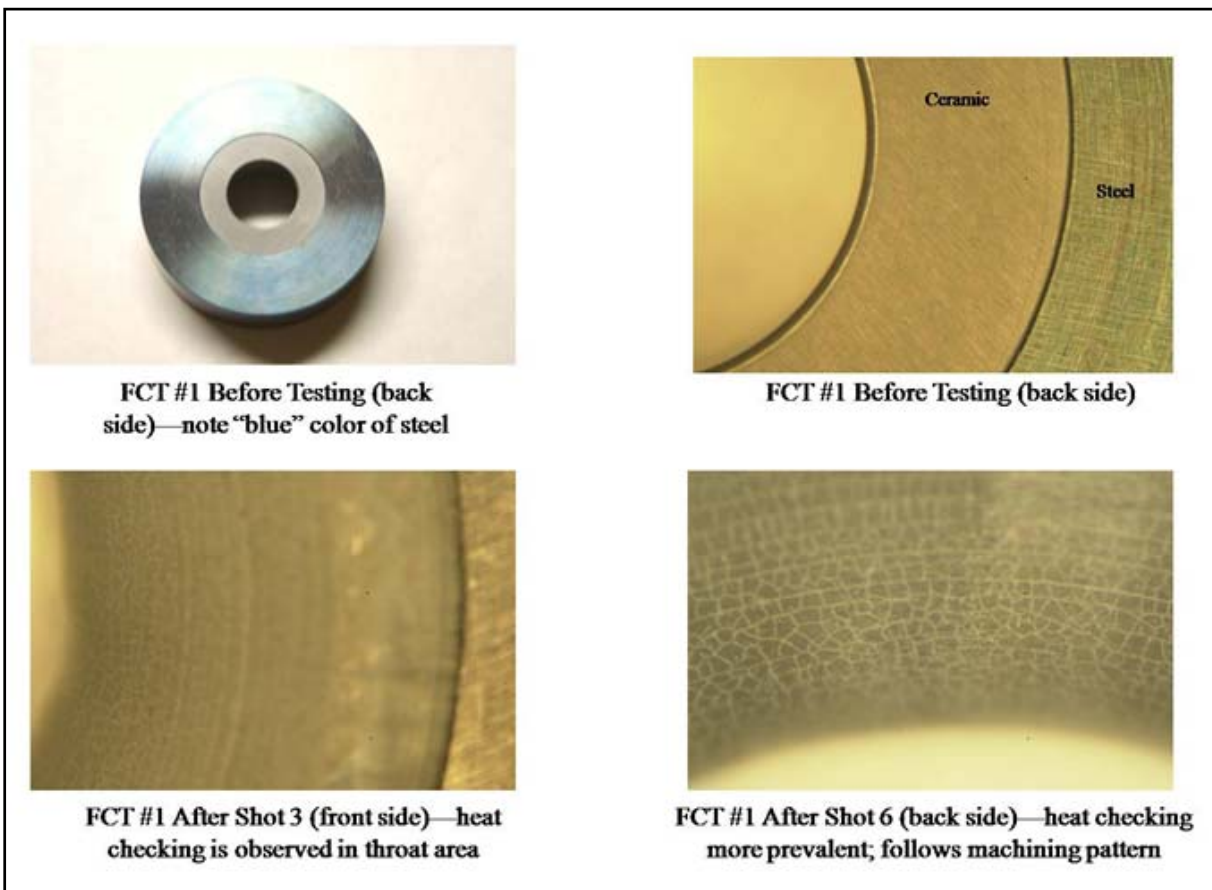 Ceramic
Steel
FCT #1 Before Testing (back
side)—note “blue” color of steel
FCT #1 Before Testing (back side)
FCT #1 After Shot 3 (front side)—heat
checking is observed in throat area
FCT #1 After Shot 6 (back side)—heat checking
more prevalent; follows machining pattern